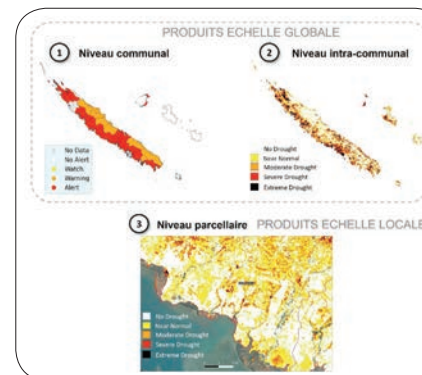 PRODUITS ECHELLE GLOBALE
1 Niveau communal
2 Niveau intra-communal
No Data
No Alert
Watch
Warning
Alert
No Drought
Near Normal
Moderate Drought
Severe Drought
Extreme Drought
3 Niveau parcellaire
PRODUITS ECHELLE LOCALE
No Drought
Near Normal
Moderate Drought
Severe Drought
Extreme Drought